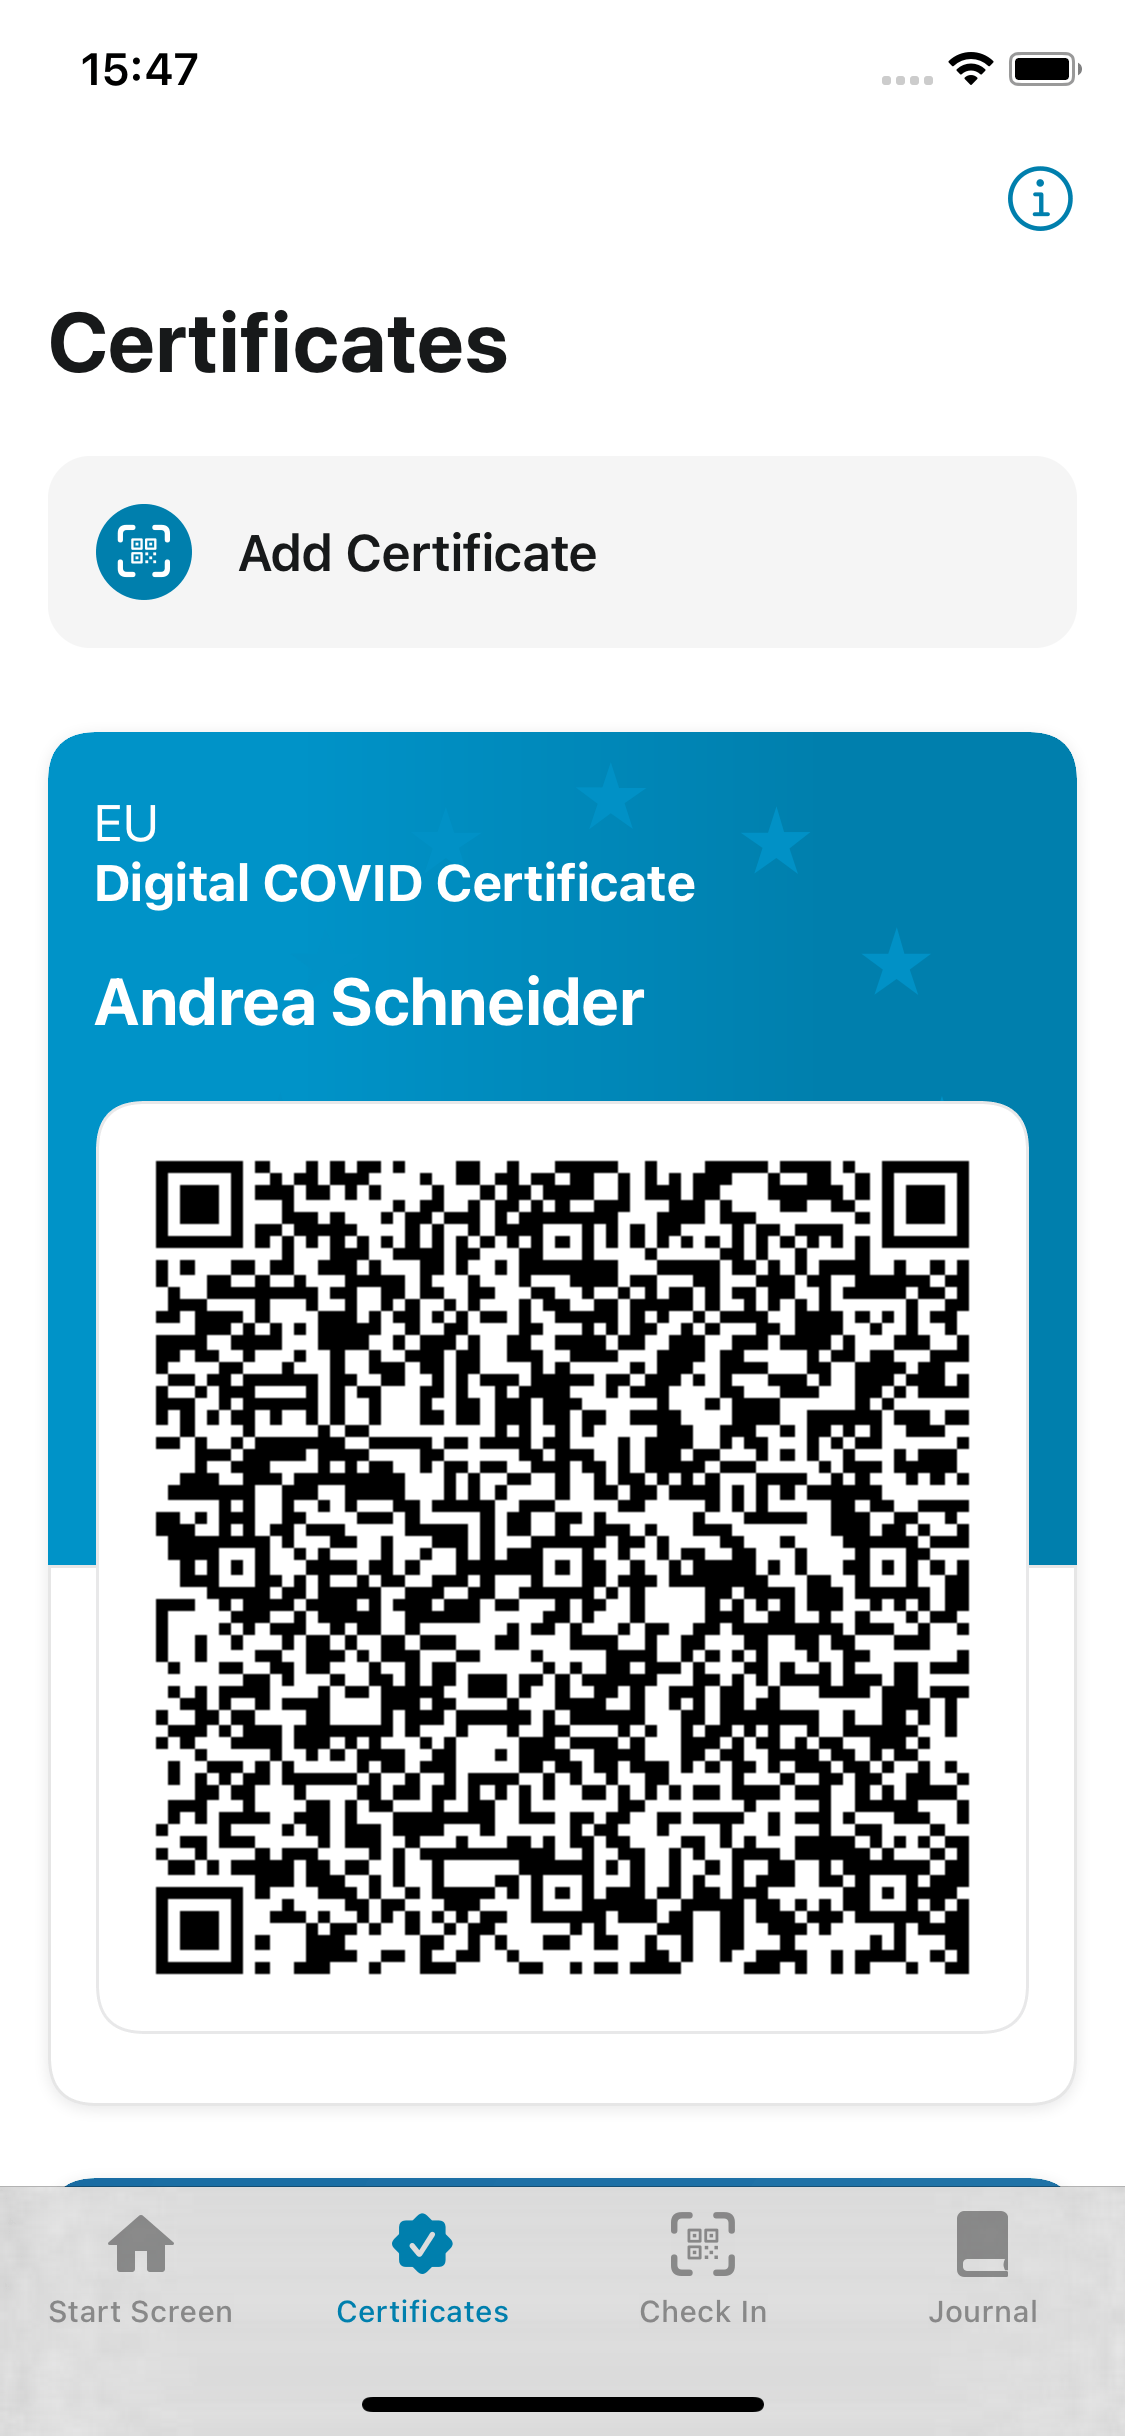 15:47
Certificates
Add Certificate
EU
Digital COVID Certificate
Andrea Schneider
Start Screen
Certificates
Check In
Journal